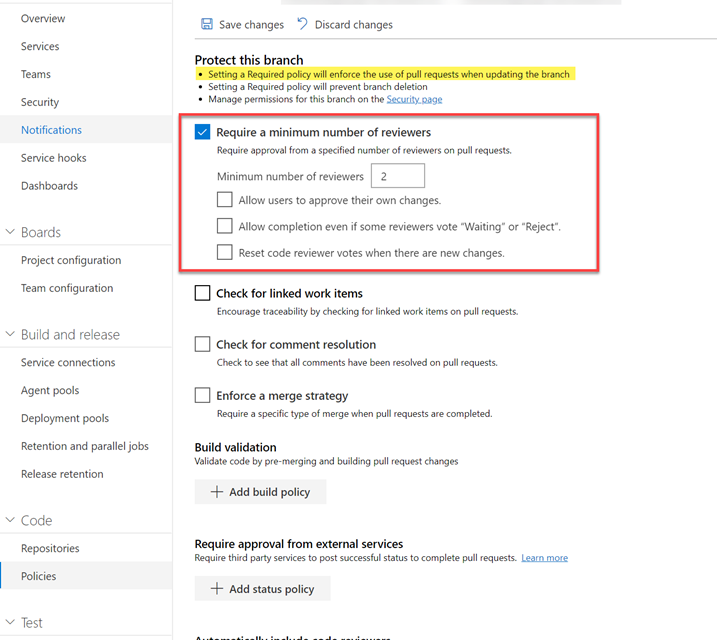 Overview
Services
Teams
Security
Notifications
Service hooks
Dashboards
Boards
Project configuration
Team configuration
Build and release
Service connections
Agent pools
Deployment pools
Retention and parallel jobs
Release retention
Code
Repositories
Policies
Test
Save changes Discard changes
Protect this branch
• Setting a Required policy will enforce the use of pull requests when updating the branch
• Setting a Required policy will prevent branch deletion
• Manage permissions for this branch on the Security page
Require a minimum number of reviewers
Require approval from a specified number of reviewers on pull requests.
Minimum number of reviewers 2
Allow users to approve their own changes.
Allow completion even if some reviewers vote “Waiting” or “Reject”.
Reset code reviewer votes when there are new changes.
Check for linked work items
Encourage traceability by checking for linked work items on pull requests.
Check for comment resolution
Check to see that all comments have been resolved on pull requests.
Enforce a merge strategy
Require a specific type of merge when pull requests are completed.
Build validation
Validate code by pre-merging and building pull request changes
Add build policy
Require approval from external services
Require third party services to post successful status to complete pull requests. Learn more
Add status policy
Automatically include code reviewers